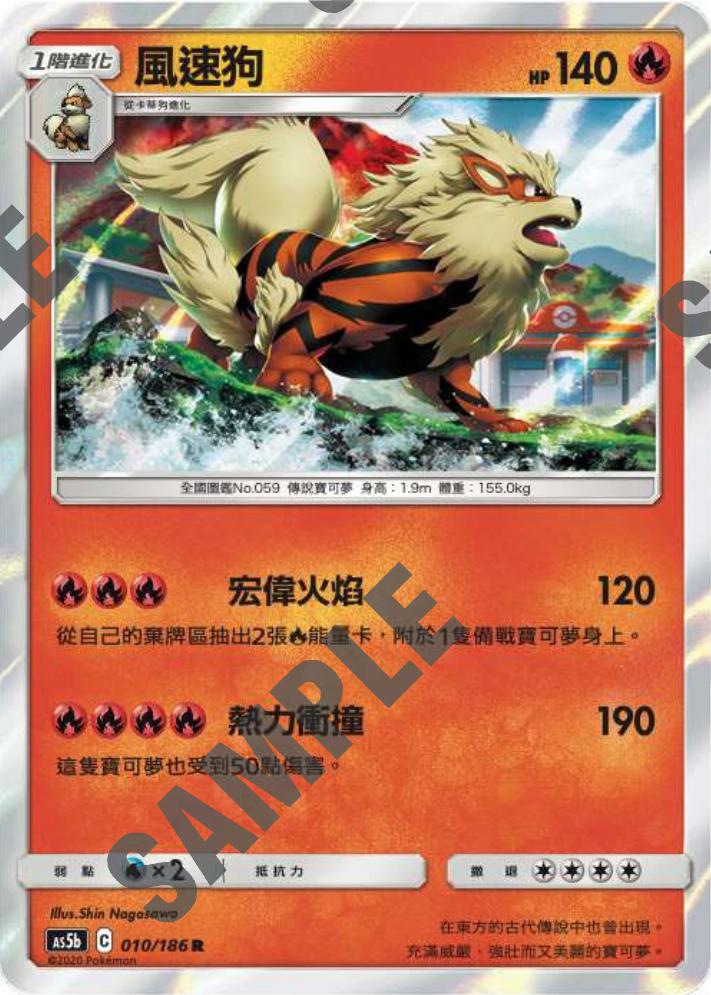 1階進化 風速狗 HP 140
從卡蒂狗進化
全國圖鑑No.059 傳說寶可夢 身高：1.9m 體重：155.0kg
宏偉火焰 120
從自己的棄牌區抽出2張能量卡，附於1隻備戰寶可夢身上。
熱力衝撞 190
這隻寶可夢也受到50點傷害。
弱點 ×2 抵抗力 撤退
Illus.Shin Nagasawa
AS5b C 010/186 R
©2020 Pokémon
在東方的古代傳說中也曾出現。
充滿威嚴，強壯而又美麗的寶可夢。
SAMPLE